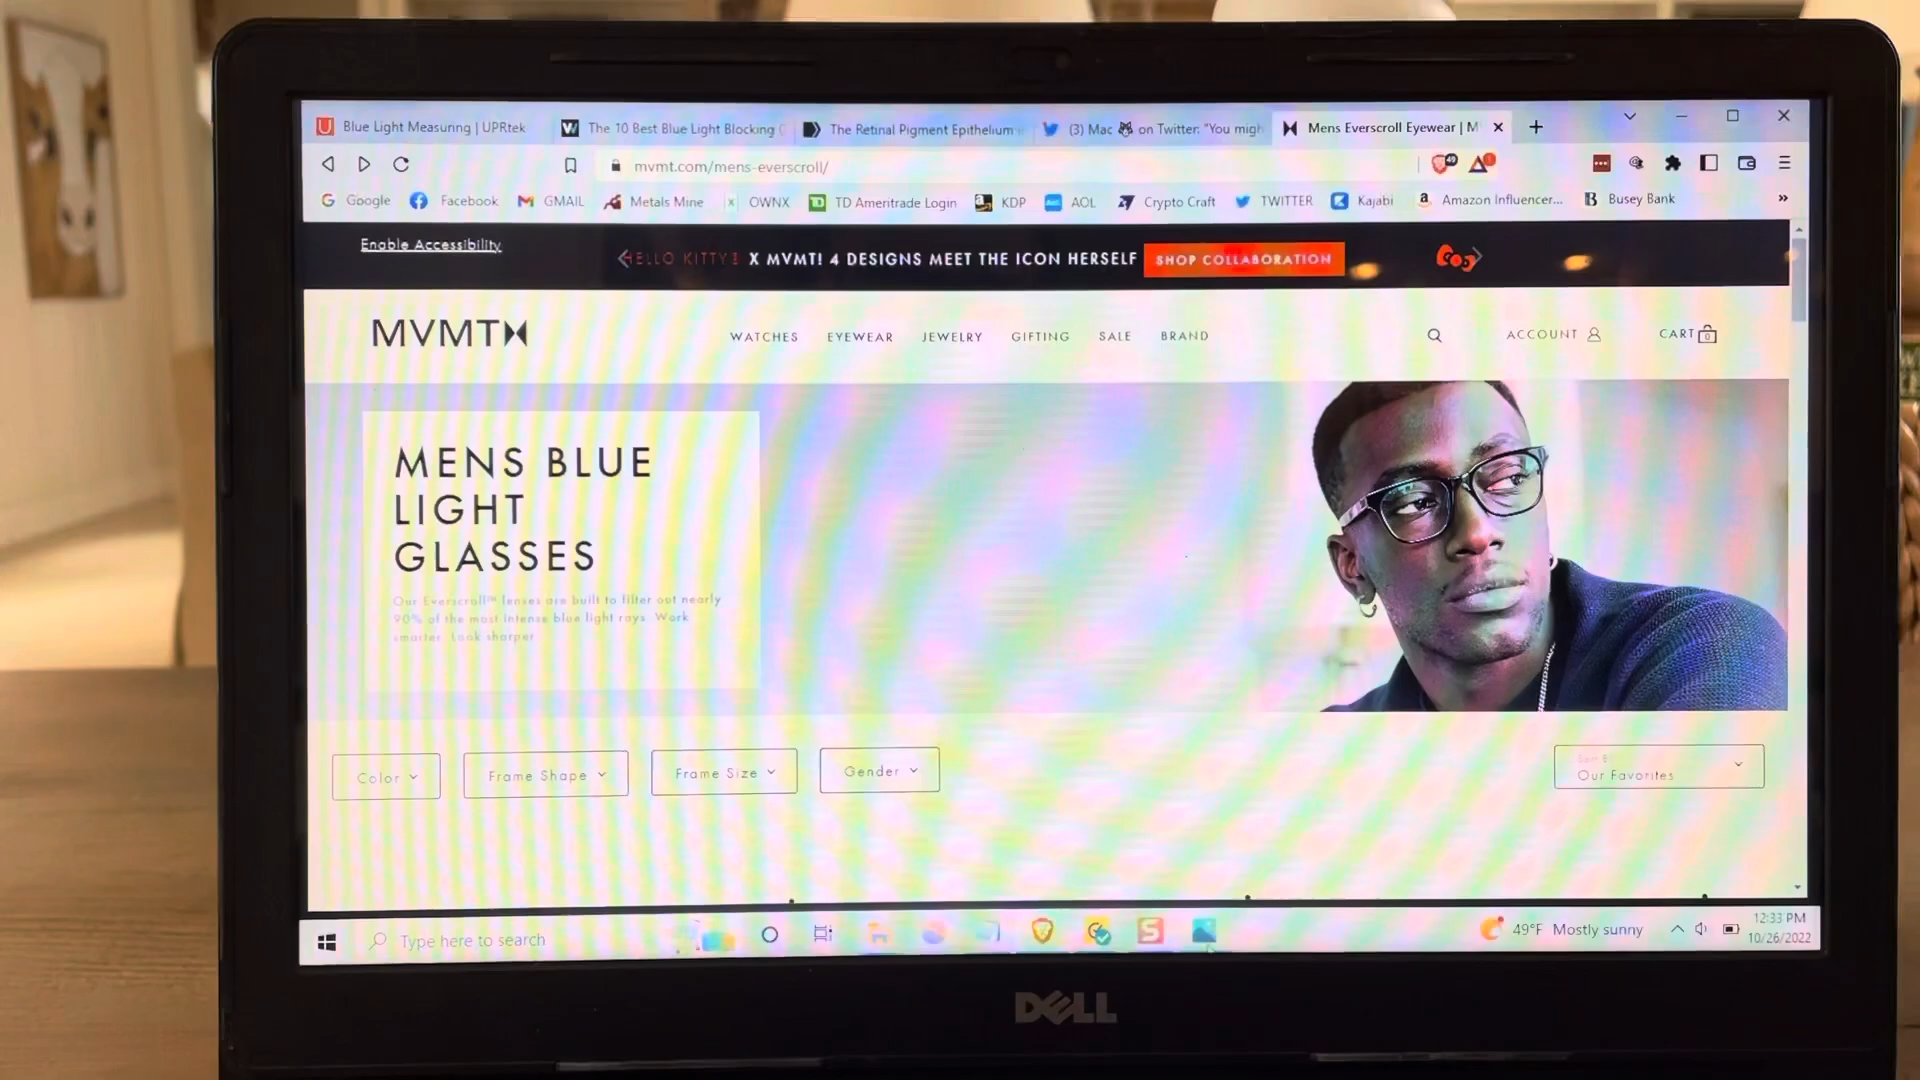 Blue Light Measuring | UPRtek
The 10 Best Blue Light Blocking
The Retinal Pigment Epithelium
(3) Mac on Twitter: "You migh
Mens Everscroll Eyewear | M
mvmt.com/mens-everscroll/
49
Google
Facebook
GMAIL
Metals Mine
OWNX
TD Ameritrade Login
KDP
AOL
Crypto Craft
TWITTER
Kajabi
Amazon Influencer...
Busey Bank
Enable Accessibility
HELLO KITTY® X MVMT! 4 DESIGNS MEET THE ICON HERSELF
SHOP COLLABORATION
MVMT
WATCHES
EYEWEAR
JEWELRY
GIFTING
SALE
BRAND
ACCOUNT
CART
0
MENS BLUE
LIGHT
GLASSES
Our Everscroll™ lenses are built to filter out nearly
90% of the most intense blue light rays. Work
smarter. Look sharper
Color
Frame Shape
Frame Size
Gender
Our Favorites
Type here to search
49°F Mostly sunny
12:33 PM
10/26/2022
DELL